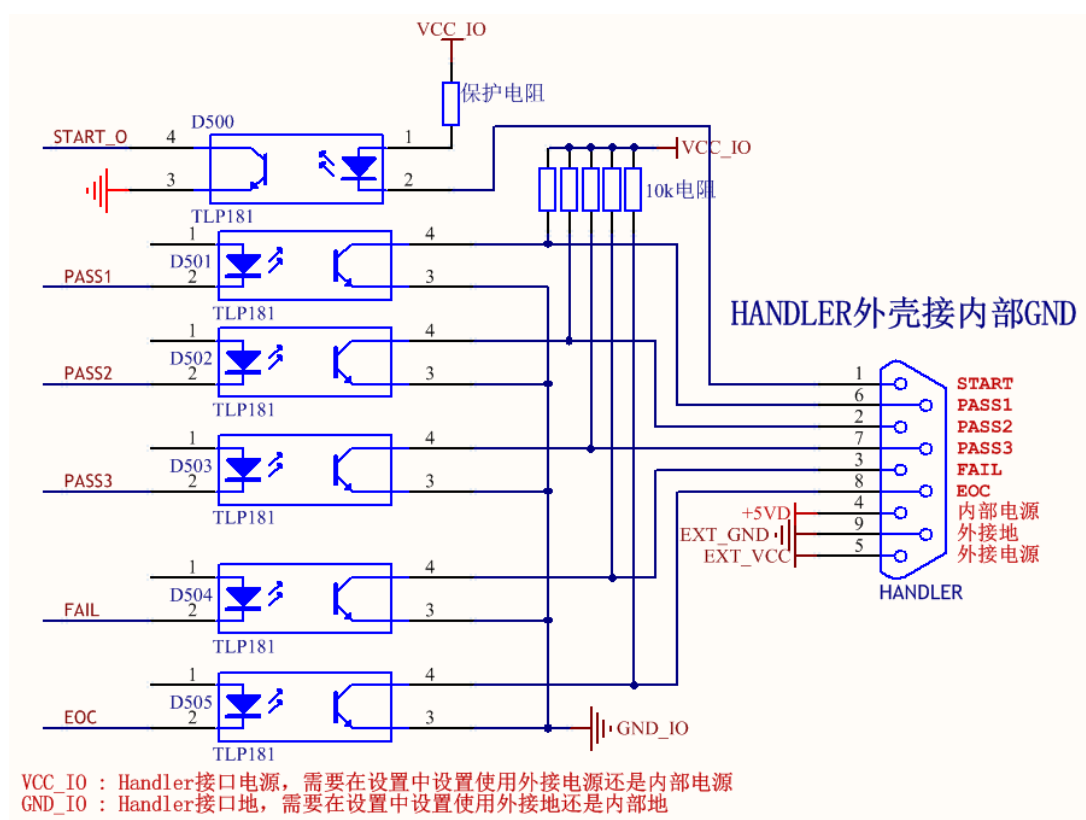 VCC_IO
保护电阻
D500
START_O
4
1
3
2
TLP181
VCC_IO
10k电阻
1
4
D501
PASS1
2
3
TLP181
1
4
D502
PASS2
2
3
TLP181
1
4
D503
PASS3
2
3
TLP181
1
4
D504
FAIL
2
3
TLP181
1
4
D505
EOC
2
3
TLP181
GND_IO
HANDLER外壳接内部GND
1 START
6 PASS1
2 PASS2
7 PASS3
3 FAIL
8 EOC
+5VD 4 内部电源
EXT_GND 9 外接地
EXT_VCC 5 外接电源
HANDLER
VCC_IO : Handler接口电源，需要在设置中设置使用外接电源还是内部电源
GND_IO : Handler接口地，需要在设置中设置使用外接地还是内部地